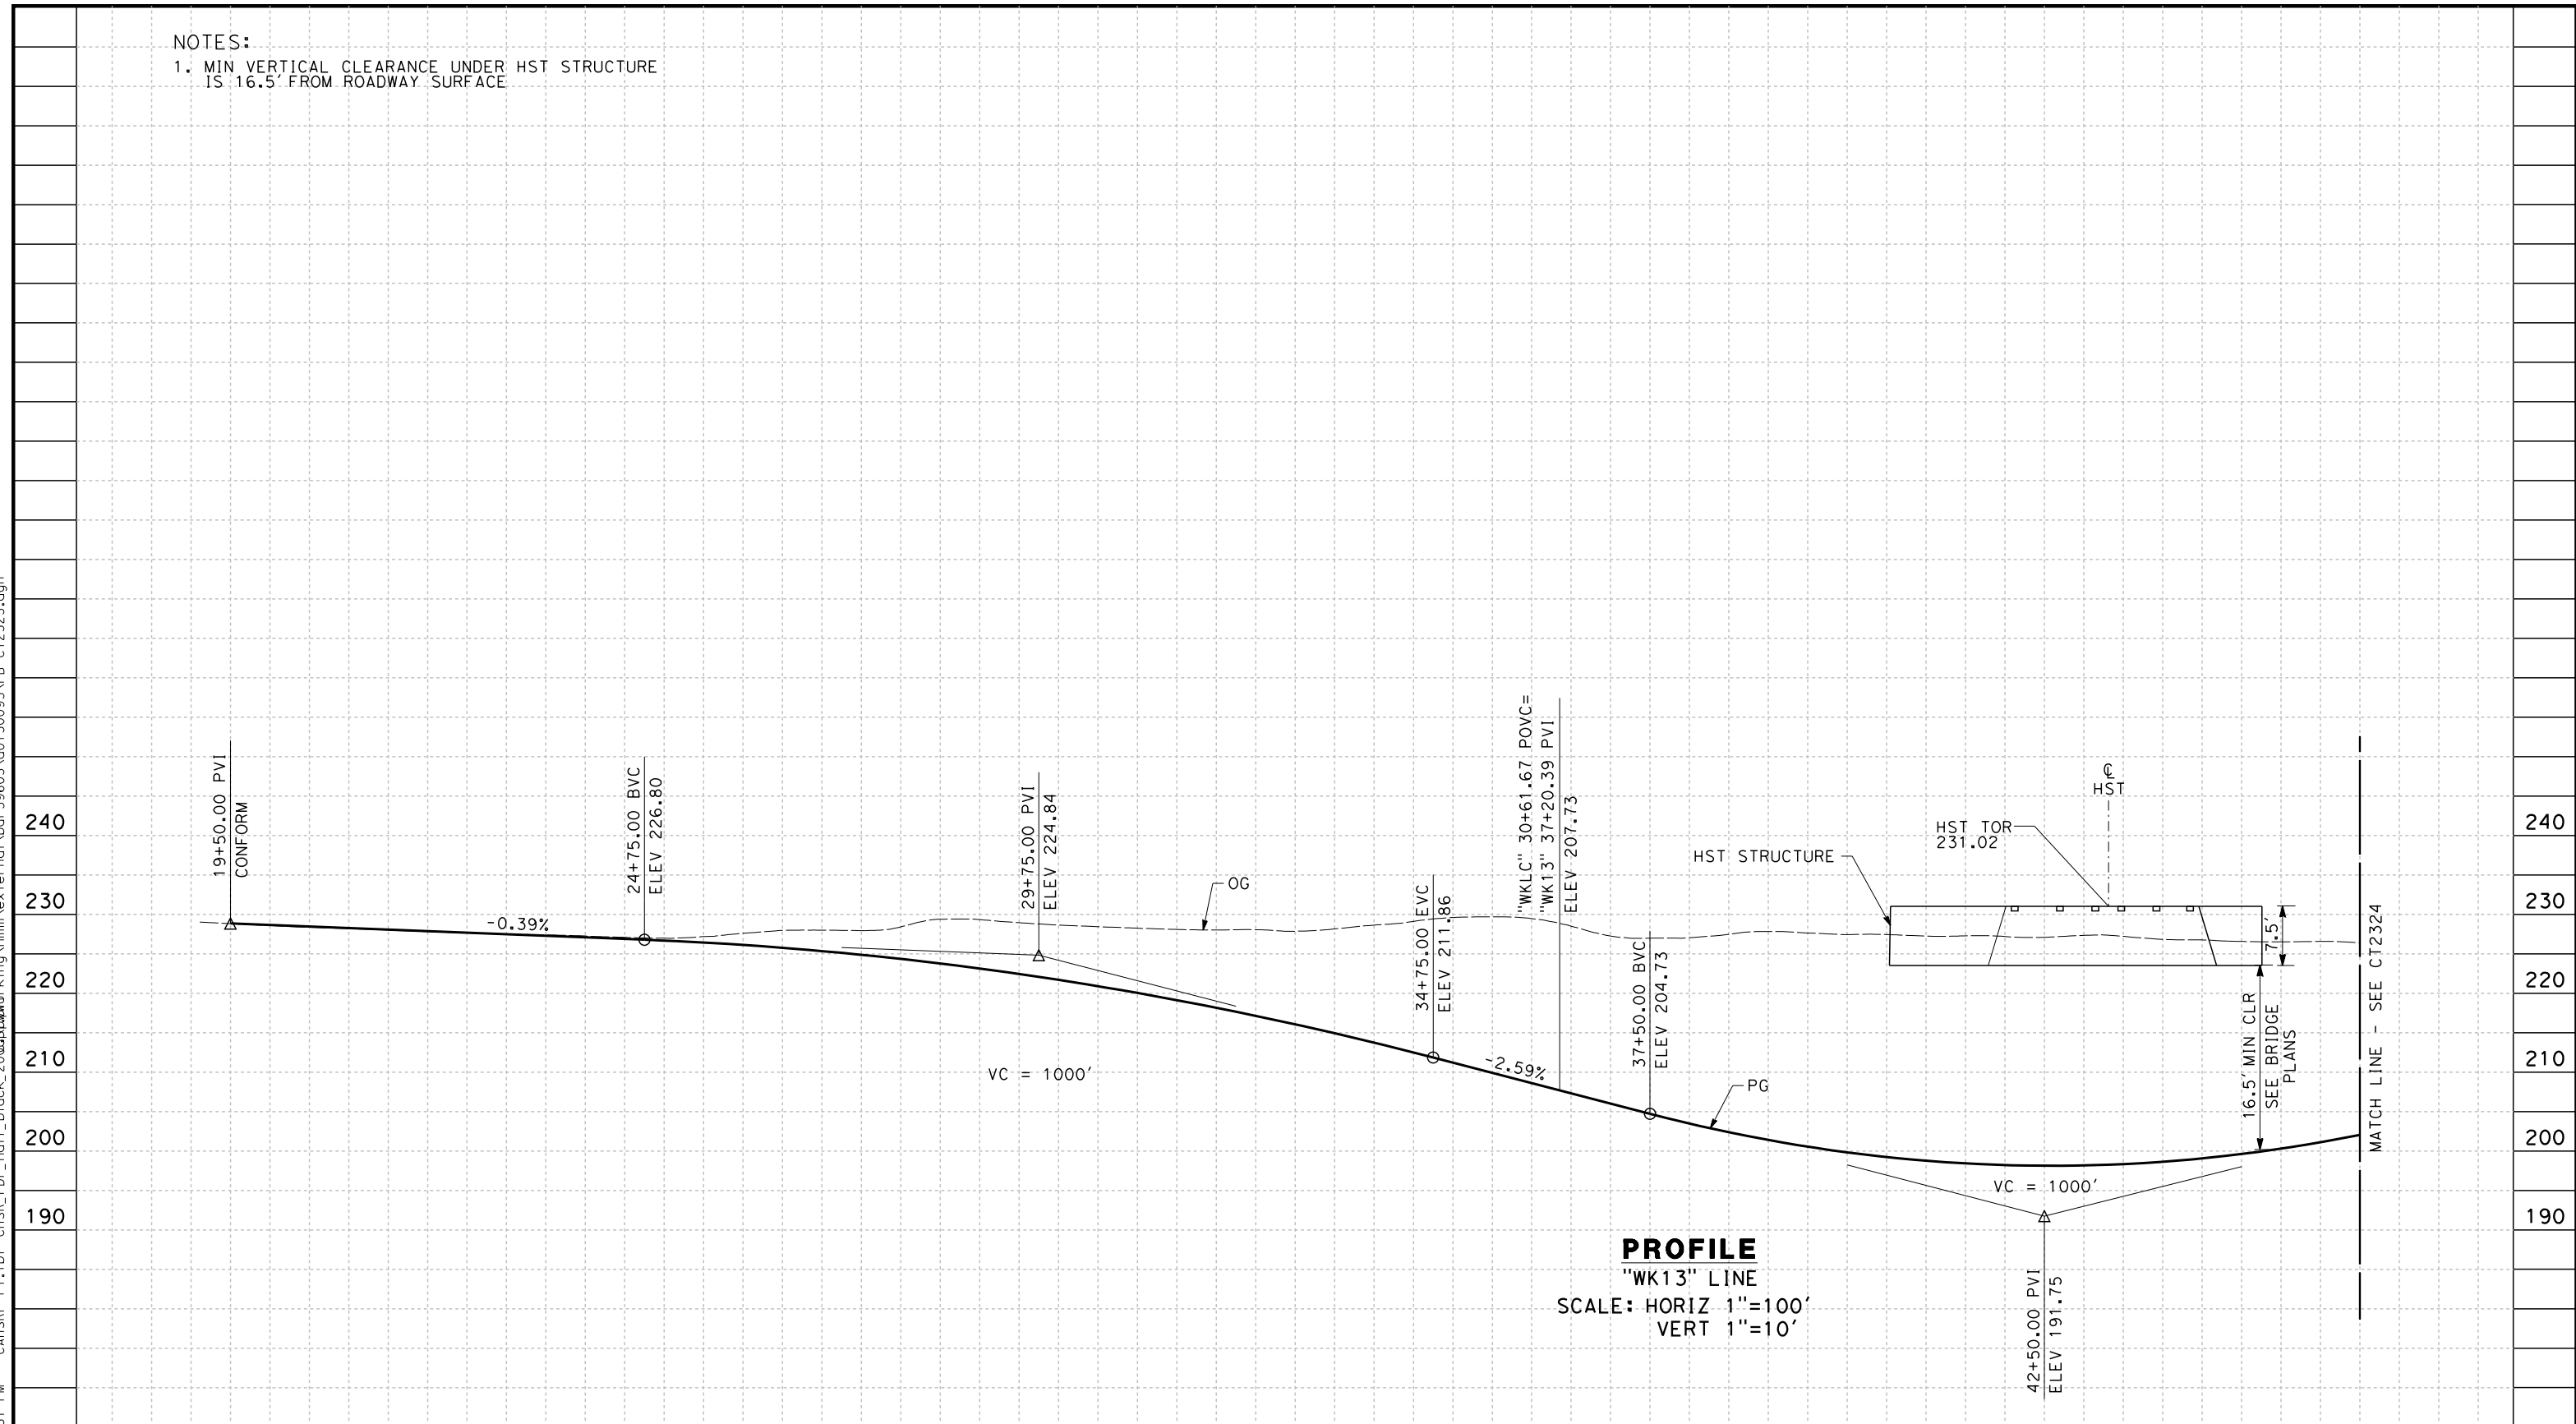 NOTES:
1. MIN VERTICAL CLEARANCE UNDER HST STRUCTURE
IS 16.5' FROM ROADWAY SURFACE
19+50.00 PVI
CONFORM
-0.39%
24+75.00 BVC
ELEV 226.80
29+75.00 PVI
ELEV 224.84
VC = 1000'
OG
34+75.00 EVC
ELEV 211.86
-2.59%
"WKLC" 30+61.67 POVC=
"WK13" 37+20.39 PVI
ELEV 207.73
37+50.00 BVC
ELEV 204.73
PG
HST STRUCTURE
HST TOR
231.02
℄
HST
7.5'
16.5' MIN CLR
SEE BRIDGE
PLANS
VC = 1000'
42+50.00 PVI
ELEV 191.75
MATCH LINE - SEE CT2324
240
230
220
210
200
190
240
230
220
210
200
190
PROFILE
"WK13" LINE
SCALE: HORIZ 1"=100'
VERT 1"=10'